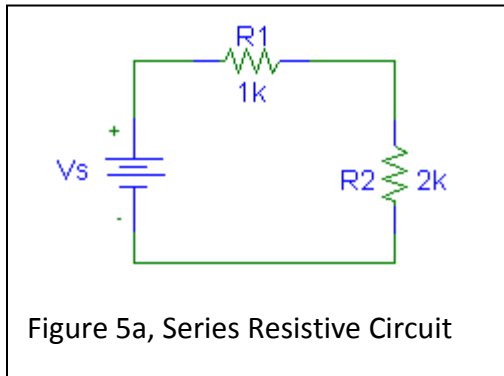 R1
1k
+
Vs
R2 2k
-
Figure 5a, Series Resistive Circuit